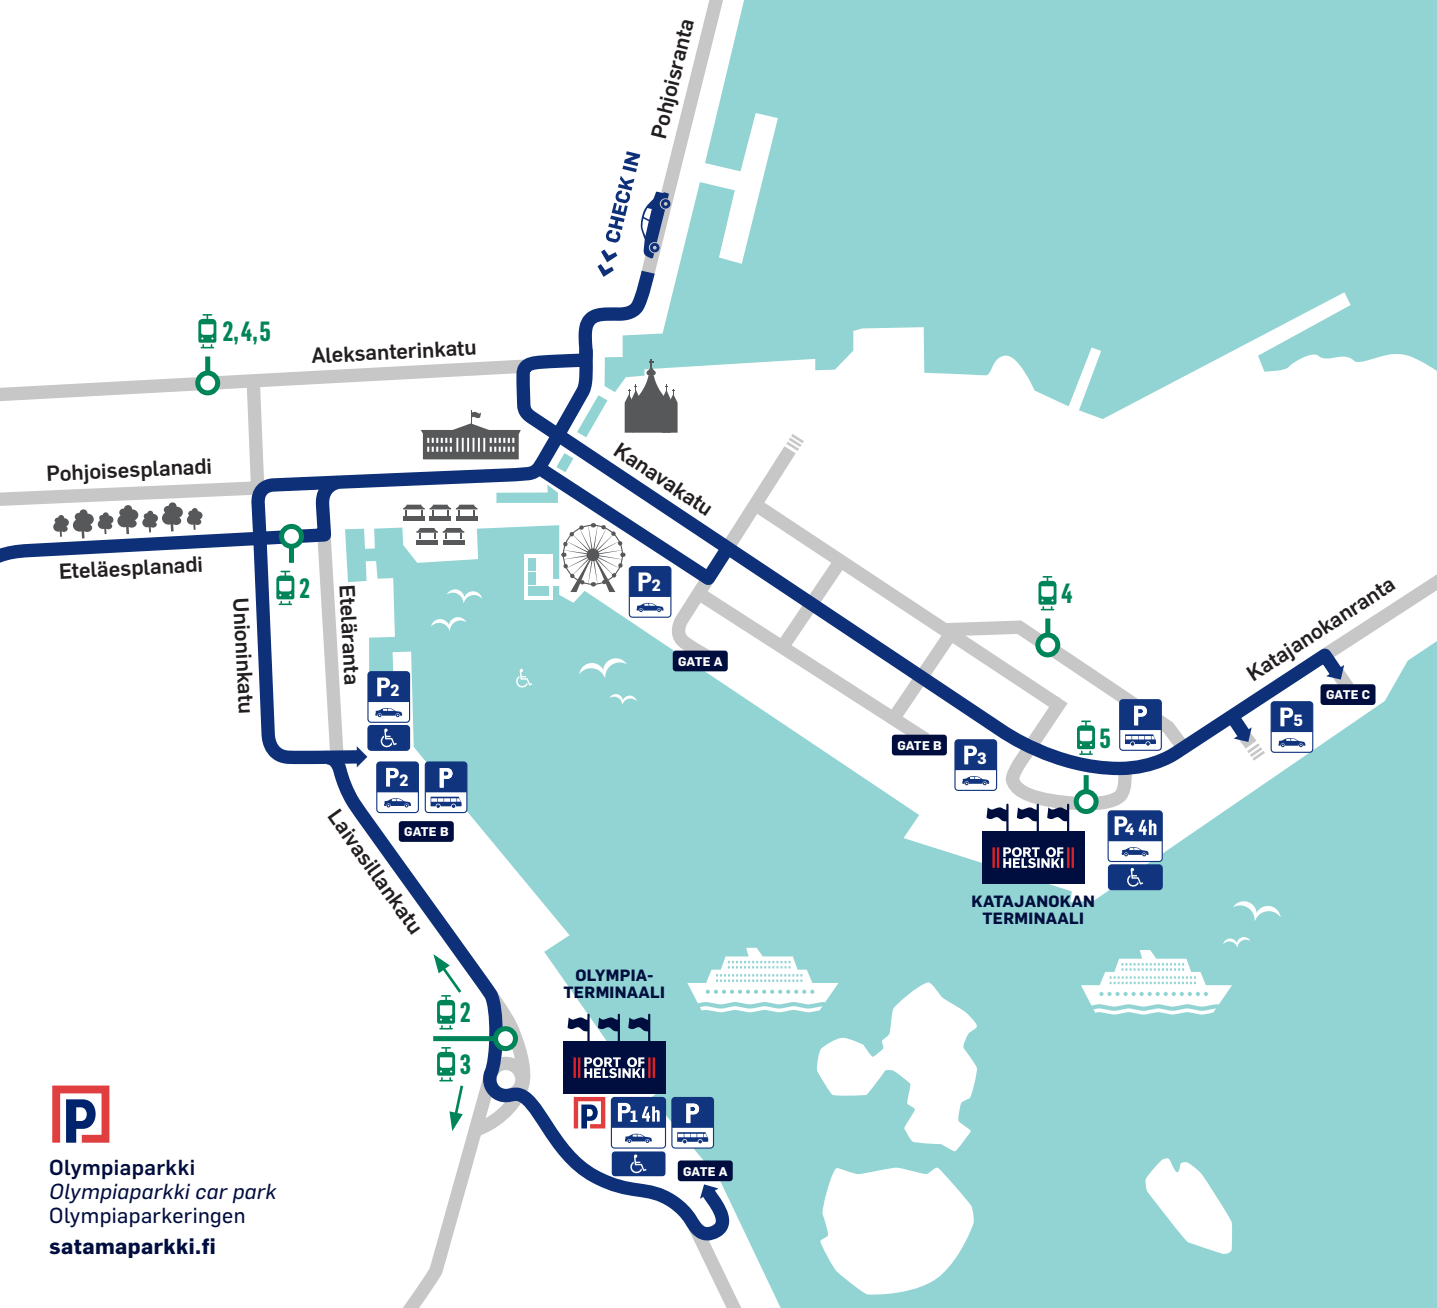 Pohjoisranta
CHECK IN
2,4,5
Aleksanterinkatu
Pohjoisesplanadi
Kanavakatu
Eteläesplanadi
2
Unioninkatu
Eteläranta
P2
4
Katajanokanranta
GATE A
P2
GATE C
P
5
P5
GATE B
P3
P2
P
GATE B
Laivasillankatu
P4 4h
PORT OF
HELSINKI
KATAJANOKAN
TERMINAALI
OLYMPIA-
TERMINAALI
2
3
PORT OF
HELSINKI
P
P1 4h
P
GATE A
P
Olympiaparkki
Olympiaparkki car park
Olympiaparkeringen
satamaparkki.fi